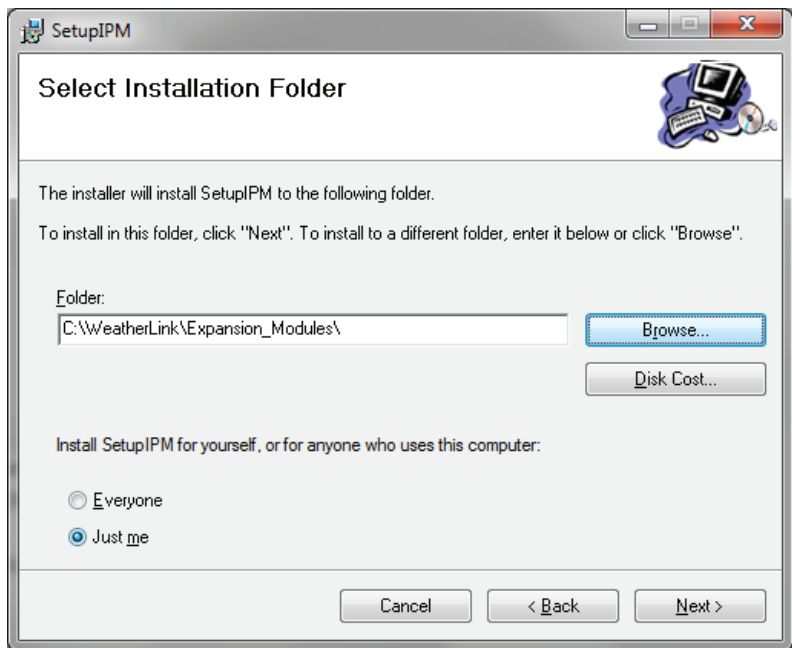 SetupIPM
Select Installation Folder
The installer will install SetupIPM to the following folder.
To install in this folder, click "Next". To install to a different folder, enter it below or click "Browse".
Folder:
C:\WeatherLink\Expansion_Modules\
Browse...
Disk Cost...
Install SetupIPM for yourself, or for anyone who uses this computer:
Everyone
Just me
Cancel
< Back
Next >